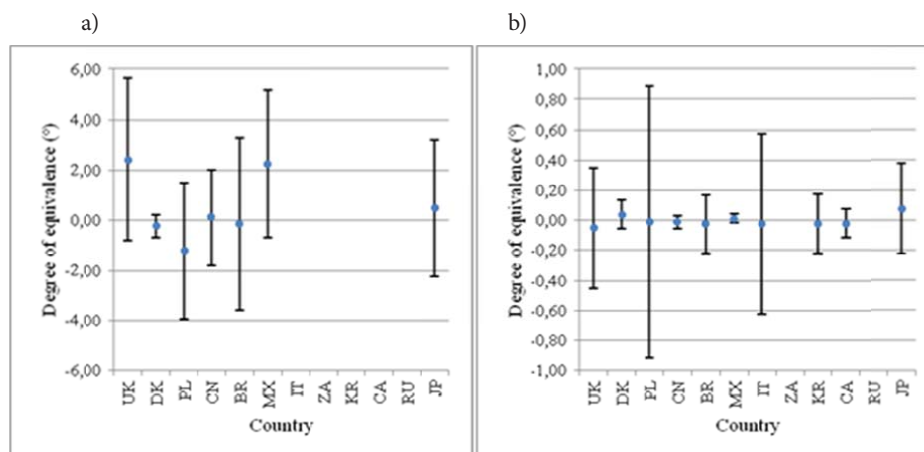 a)
6,00
4,00
2,00
0,00
-2,00
-4,00
-6,00
Degree of equivalence (°)
UK DK PL CN BR MX IT ZA KR CA RU JP
Country
b)
1,00
0,80
0,60
0,40
0,20
0,00
-0,20
-0,40
-0,60
-0,80
-1,00
Degree of equivalence (°)
UK DK PL CN BR MX IT ZA KR CA RU JP
Country